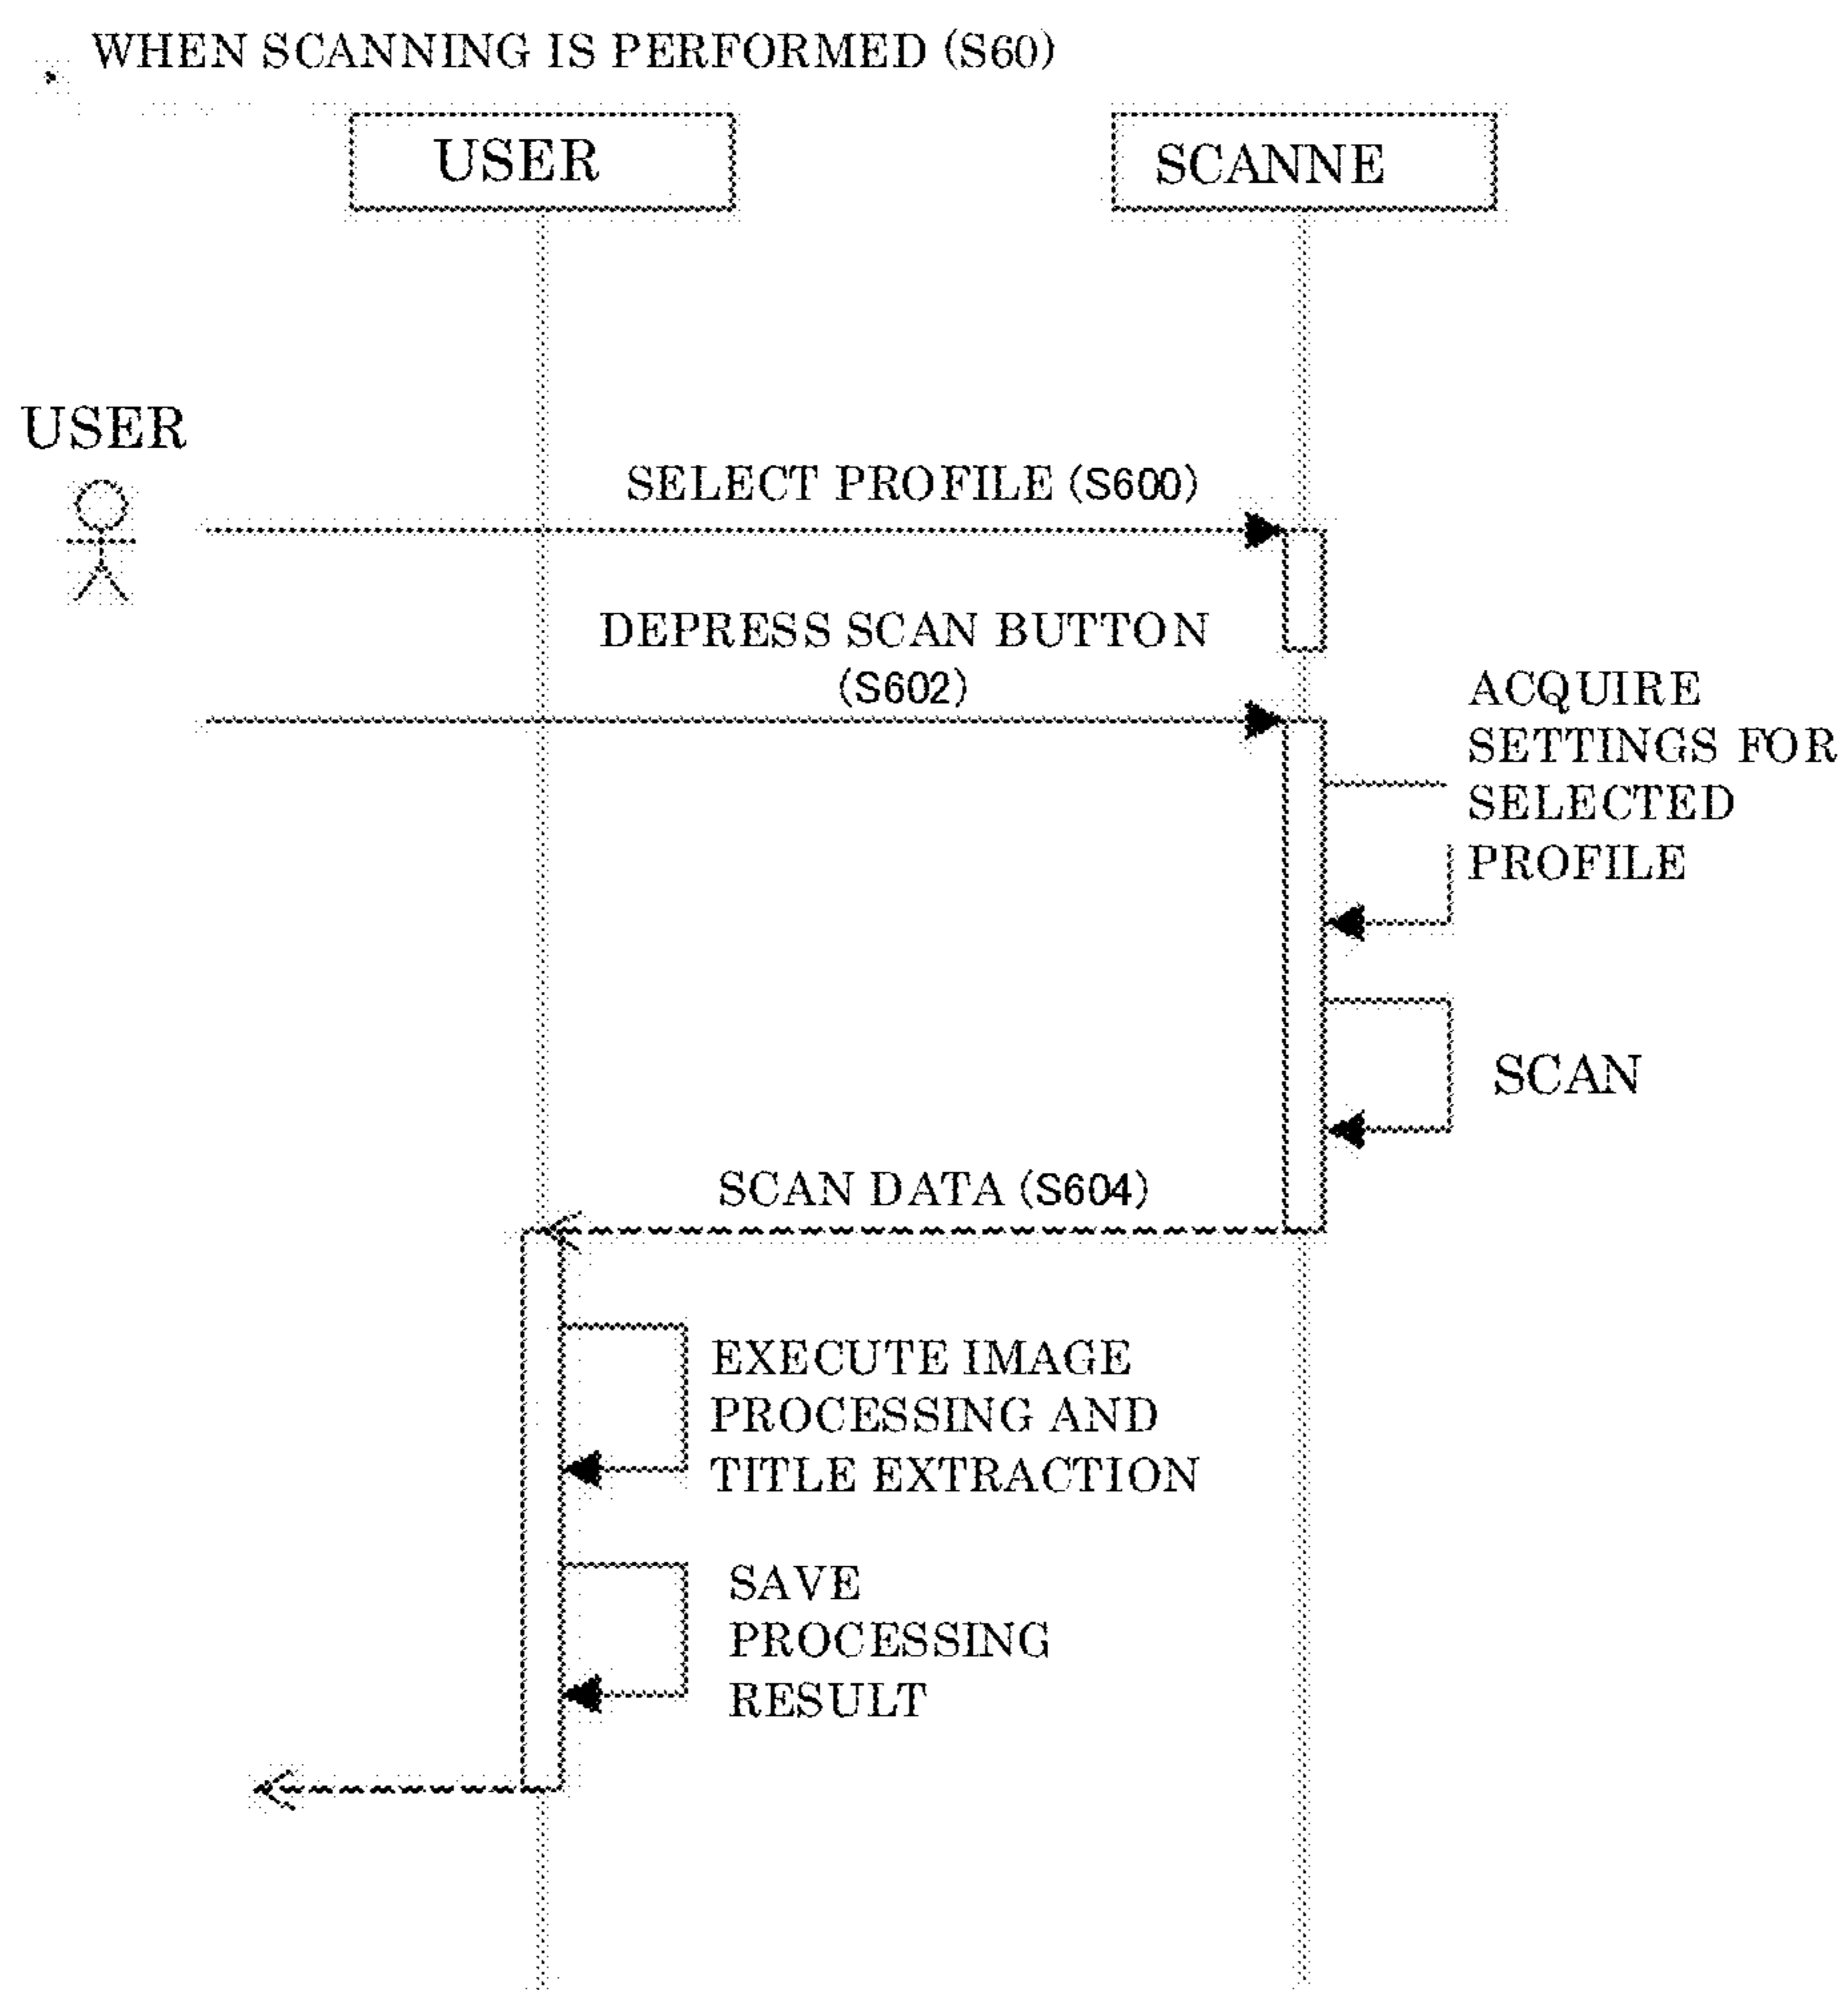 WHEN SCANNING IS PERFORMED (S60)
USER
SCANNE
USER
SELECT PROFILE (S600)
DEPRESS SCAN BUTTON
(S602)
ACQUIRE
SETTINGS FOR
SELECTED
PROFILE
SCAN
SCAN DATA (S604)
EXECUTE IMAGE
PROCESSING AND
TITLE EXTRACTION
SAVE
PROCESSING
RESULT